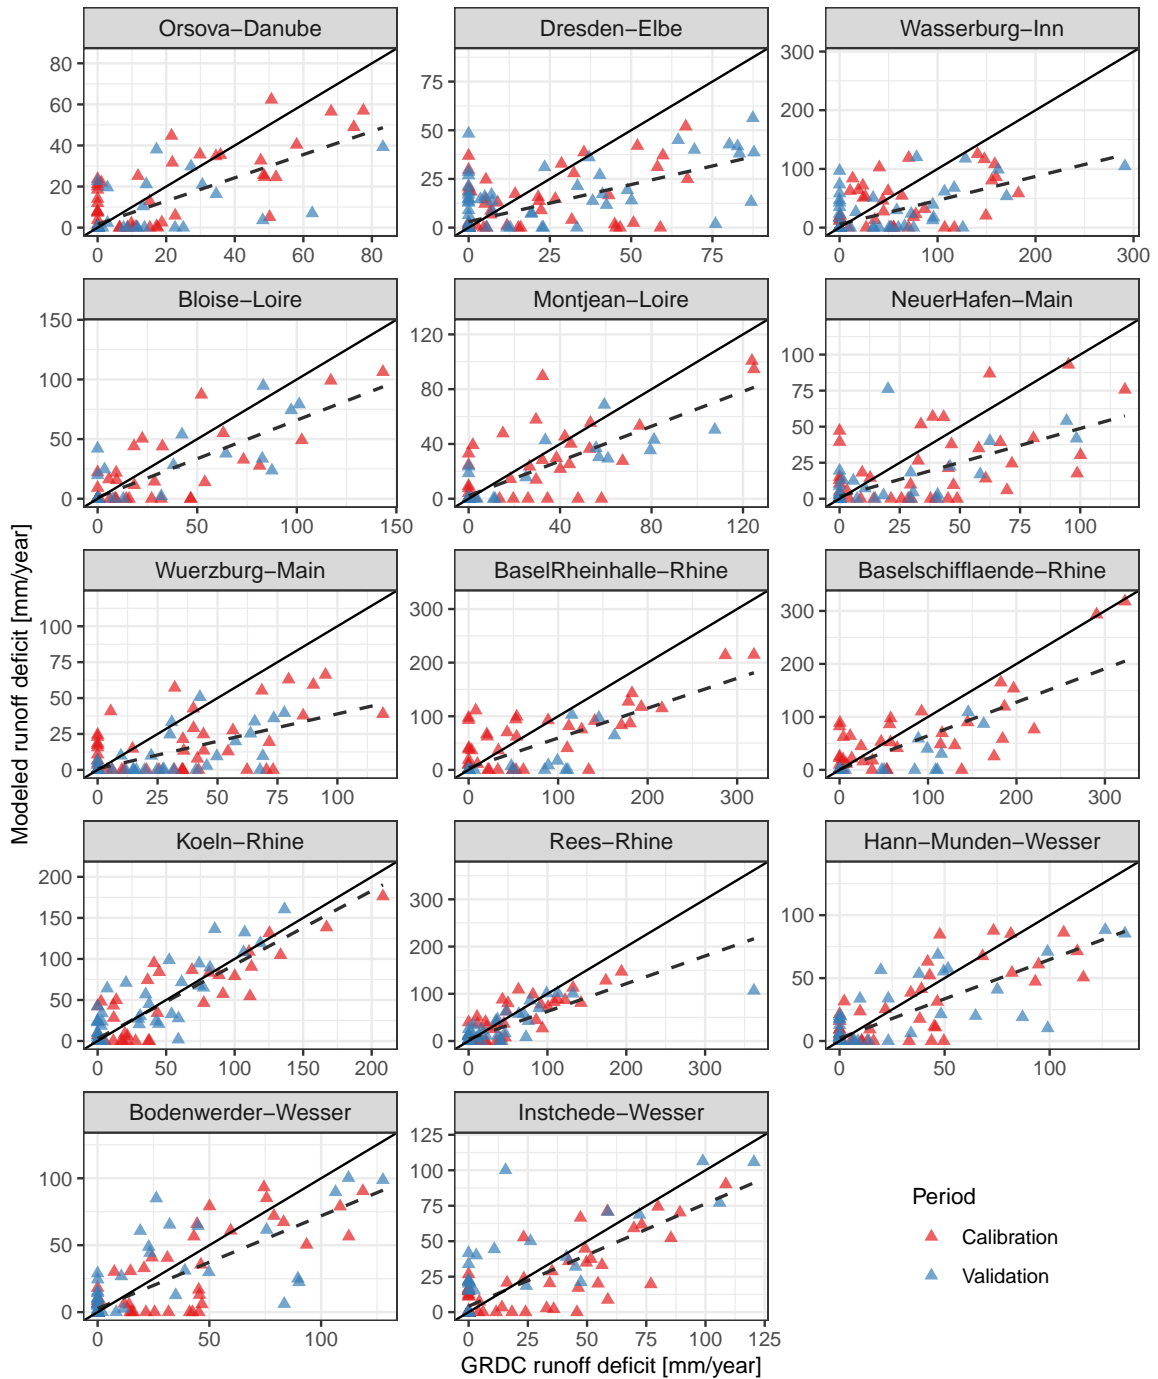 Orsova−Danube
Dresden−Elbe
Wasserburg−Inn
80
60
40
20
0
0 20 40 60 80
75
50
25
0
0 25 50 75
300
200
100
0
0 100 200 300
Bloise−Loire
Montjean−Loire
NeuerHafen−Main
150
100
50
0
0 50 100 150
120
80
40
0
0 40 80 120
100
75
50
25
0
0 25 50 75 100
Wuerzburg−Main
BaselRheinhalle−Rhine
Baselschifflaende−Rhine
100
75
50
25
0
0 25 50 75 100
300
200
100
0
0 100 200 300
300
200
100
0
0 100 200 300
Koeln−Rhine
Rees−Rhine
Hann−Munden−Wesser
200
150
100
50
0
0 50 100 150 200
300
200
100
0
0 100 200 300
100
50
0
0 50 100
Bodenwerder−Wesser
Instchede−Wesser
100
50
0
0 50 100
125
100
75
50
25
0
0 25 50 75 100 125
Modeled runoff deficit [mm/year]
GRDC runoff deficit [mm/year]
Period
Calibration
Validation